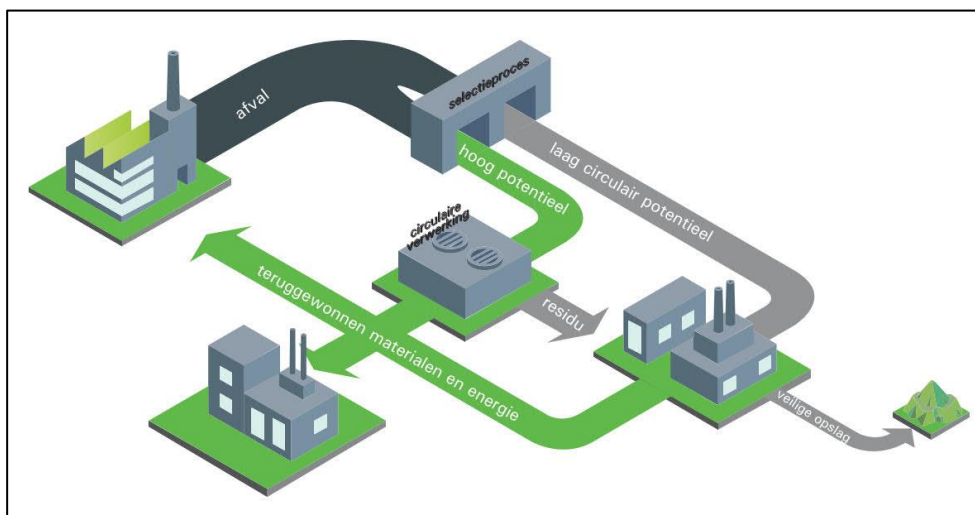 afval
selectieproces
hoog potentieel
laag circulair potentieel
circulaire
verwerking
teruggewonnen materialen en energie
residu
veilige opslag